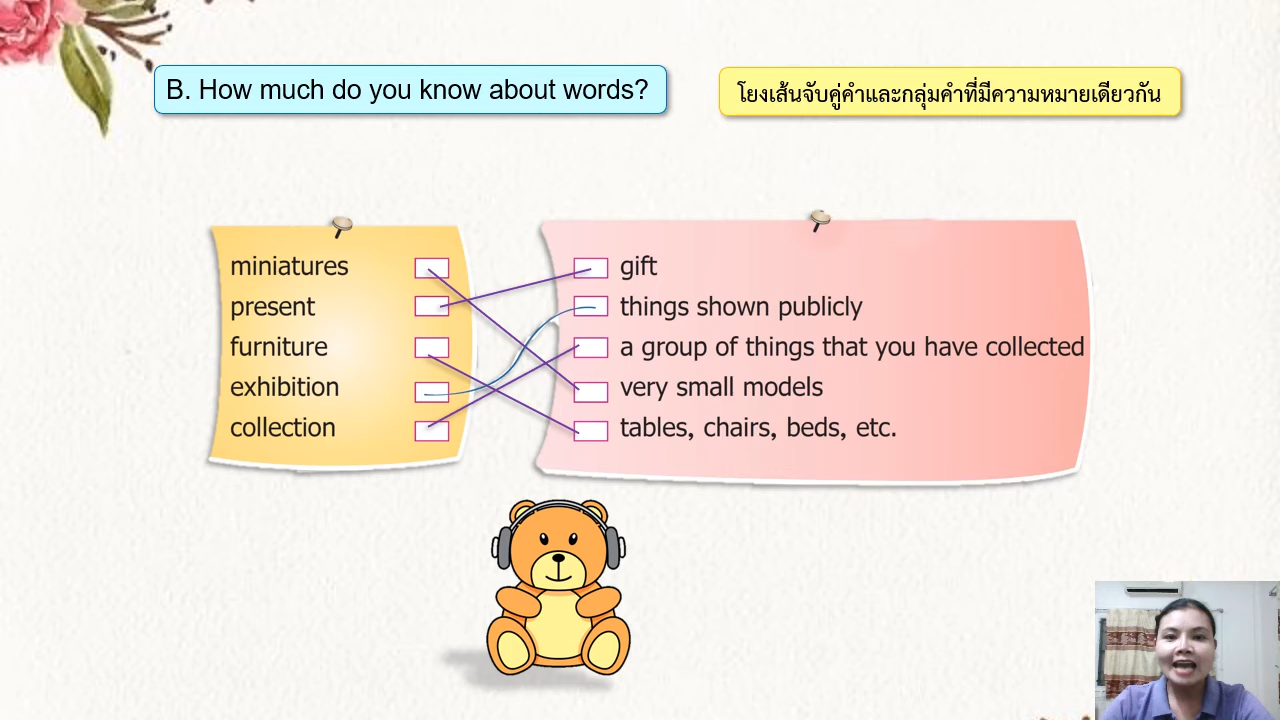 B. How much do you know about words?
โยงเส้นจับคู่คำและกลุ่มคำที่มีความหมายเดียวกัน
miniatures
present
furniture
exhibition
collection
gift
things shown publicly
a group of things that you have collected
very small models
tables, chairs, beds, etc.